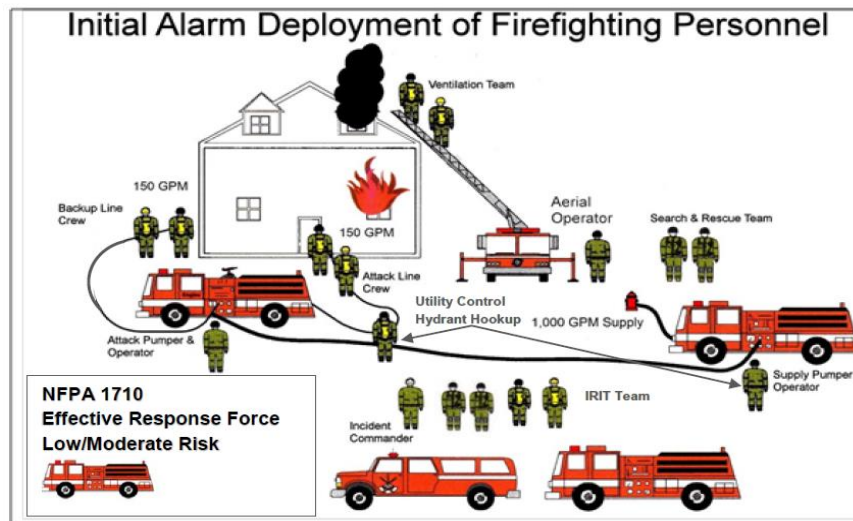 Initial Alarm Deployment of Firefighting Personnel
Ventilation Team
150 GPM
Backup Line
Crew
150 GPM
Aerial
Operator
Search & Rescue Team
Attack Line
Crew
Utility Control
Hydrant Hookup
1,000 GPM Supply
Attack Pumper &
Operator
Supply Pumper
Operator
NFPA 1710
Effective Response Force
Low/Moderate Risk
IRIT Team
Incident
Commander